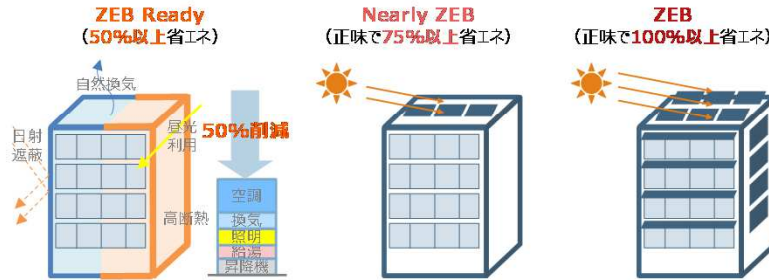 ZEB Ready
(50%以上省エネ)
Nearly ZEB
(正味で75%以上省エネ)
ZEB
(正味で100%以上省エネ)
自然換気
日射
遮蔽
昼光
利用
50%削減
高断熱
空調
換気
照明
給湯
昇降機